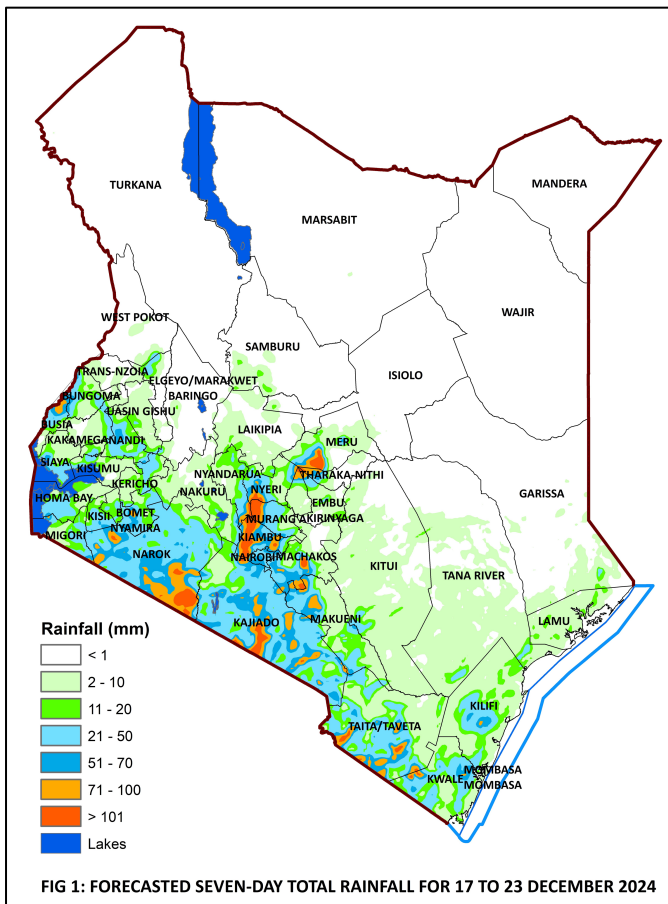 TURKANA
MANDERA
MARSABIT
WAJIR
WEST POKOT
SAMBURU
ISIOLO
TRANS-NZOIA
ELGEYO/MARAKWET
BUNGOMA
BARINGO
UASIN GISHU
BUSIA
LAIKIPIA
KAKAMEGA
NANDI
MERU
SIAYA
KISUMU
NYANDARUA
THARAKA-NITHI
KERICHO
NYERI
NAKURU
GARISSA
HOMA BAY
EMBU
KISII
BOMET
MURANG'A
KIRINYAGA
NYAMIRA
MIGORI
KIAMBU
NAROK
NAIROBI
MACHAKOS
KITUI
TANA RIVER
KAJIADO
MAKUENI
LAMU
Rainfall (mm)
< 1
2 - 10
11 - 20
21 - 50
51 - 70
71 - 100
> 101
Lakes
KILIFI
TAITA/TAVETA
MOMBASA
KWALE
MOMBASA
FIG 1: FORECASTED SEVEN-DAY TOTAL RAINFALL FOR 17 TO 23 DECEMBER 2024